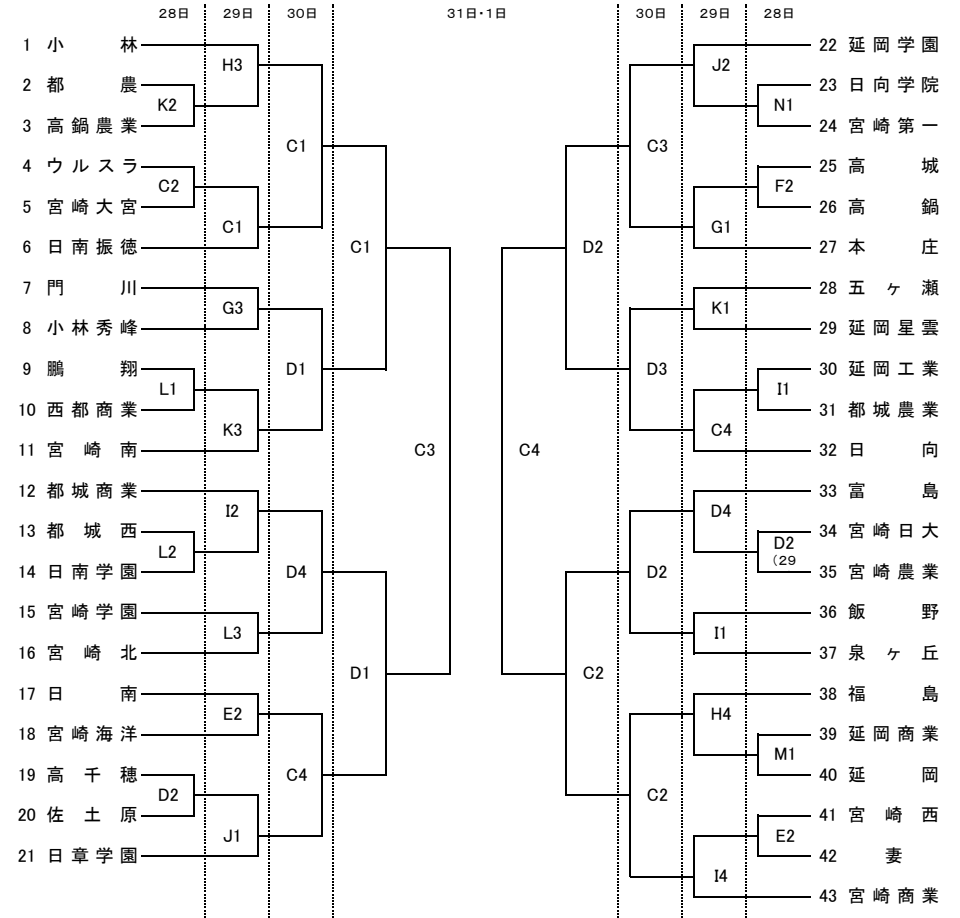 28日 29日 30日 31日・1日 30日 29日 28日
1 小林 22 延岡学園
H3 J2
2 都農 23 日向学院
K2 N1
3 高鍋農業 24 宮崎第一
C1 C3
4 ウルスラ 25 高城
C2 F2
5 宮崎大宮 26 高鍋
C1 G1
6 日南振徳 27 本庄
C1 D2
7 門川 28 五ヶ瀬
G3 K1
8 小林秀峰 29 延岡星雲
9 鵬翔 30 延岡工業
D1 D3
L1 I1
10 西都商業 31 都城農業
K3 C4
11 宮崎南 32 日向
C3 C4
12 都城商業 33 富島
I2 D4
13 都城西 34 宮崎日大
L2 D2
（29
14 日南学園 35 宮崎農業
D4 D2
15 宮崎学園 36 飯野
L3 I1
16 宮崎北 37 泉ヶ丘
D1 C2
17 日南 38 福島
E2 H4
18 宮崎海洋 39 延岡商業
M1
19 高千穂 40 延岡
C4 C2
D2
20 佐土原 41 宮崎西
J1 E2
21 日章学園 42 妻
I4
43 宮崎商業